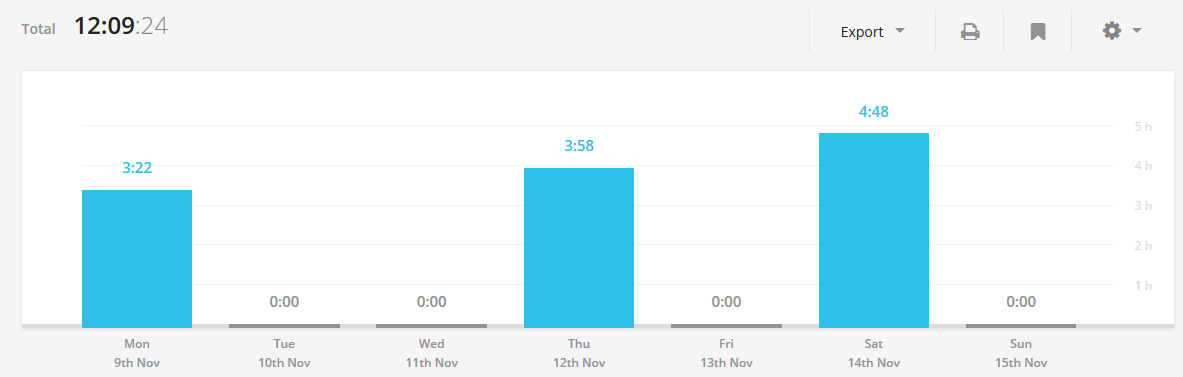 Total 12:09:24 Export
4:48
5 h
3:58
3:22
4 h
3 h
2 h
1 h
0:00 0:00 0:00 0:00
Mon Tue Wed Thu Fri Sat Sun
9th Nov 10th Nov 11th Nov 12th Nov 13th Nov 14th Nov 15th Nov